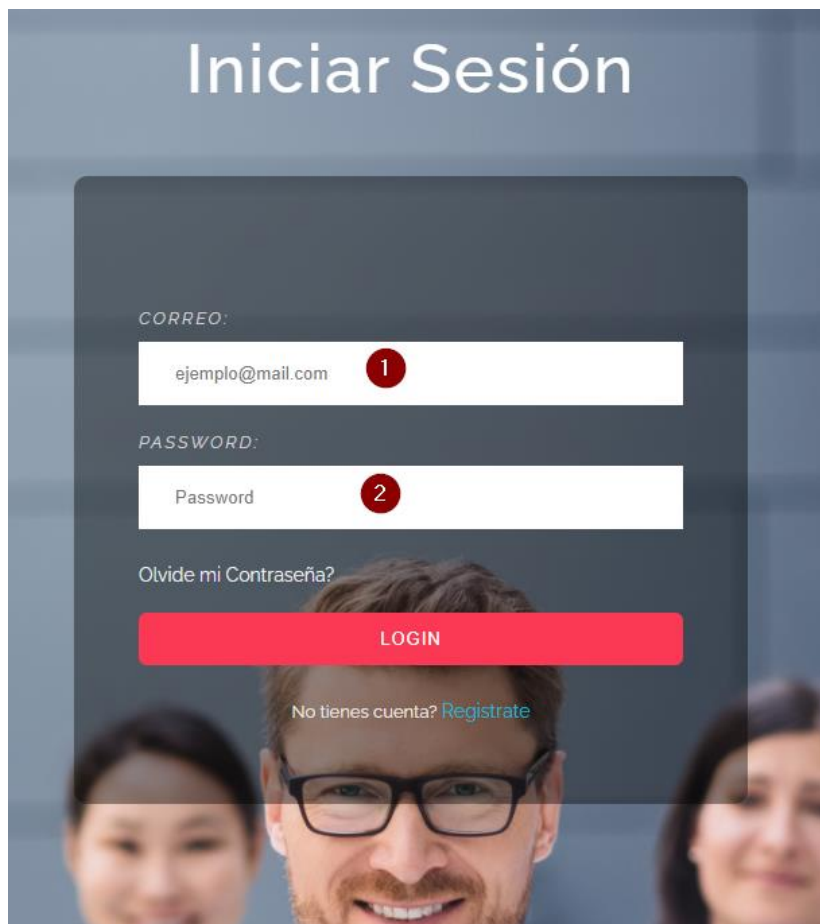 Iniciar Sesión
CORREO:
ejemplo@mail.com 1
PASSWORD:
Password 2
Olvide mi Contraseña?
LOGIN
No tienes cuenta? Registrate